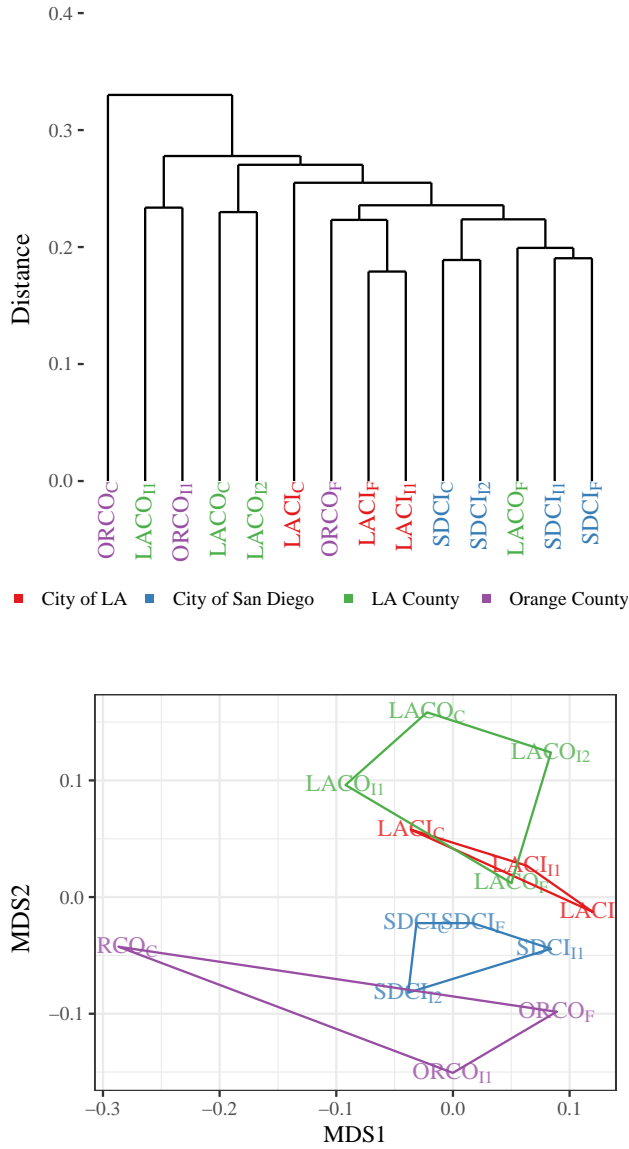 0.4
0.3
0.2
0.1
0.0
Distance
ORCOC
LACOI1
ORCOI1
LACOC
LACOI2
LACIC
ORCOF
LACIF
LACII1
SDCIC
SDCII2
LACOF
SDCII1
SDCIF
City of LA City of San Diego LA County Orange County
LACOC
LACOI2
LACOI1
LACIC
LACII1
LACOF
LACI
SDCIC SDCIF
SDCII1
RCOC
SDCII2
ORCOF
ORCOI1
0.1
0.0
−0.1
MDS2
−0.3 −0.2 −0.1 0.0 0.1
MDS1